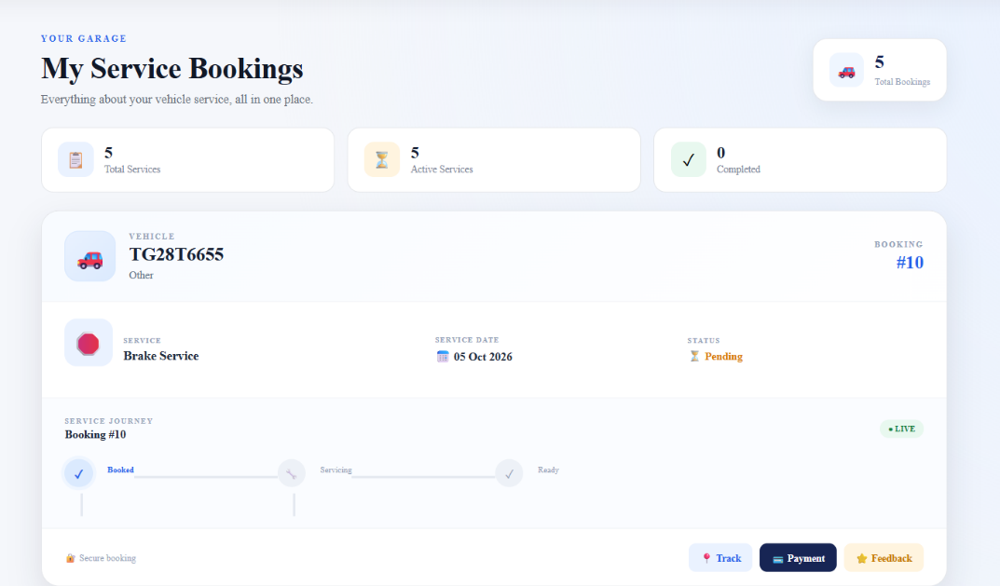 YOUR GARAGE
My Service Bookings
Everything about your vehicle service, all in one place.
5
Total Bookings
5
Total Services
5
Active Services
0
Completed
VEHICLE
TG28T6655
Other
BOOKING
#10
SERVICE
Brake Service
SERVICE DATE
05 Oct 2026
STATUS
Pending
SERVICE JOURNEY
Booking #10
LIVE
Booked
Servicing
Ready
Secure booking
Track
Payment
Feedback